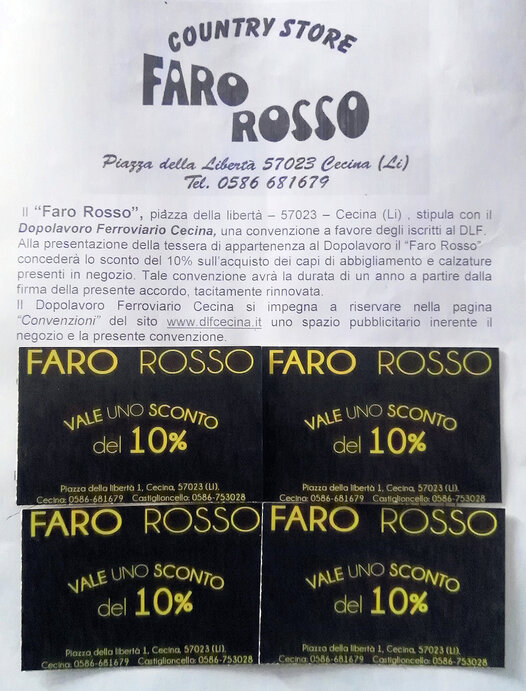 COUNTRY STORE
FARO
ROSSO
Piazza della Libertà 57023 Cecina (Li)
Tel. 0586 681679
Il "Faro Rosso", piazza della libertà – 57023 – Cecina (Li) , stipula con il
Dopolavoro Ferroviario Cecina, una convenzione a favore degli iscritti al DLF.
Alla presentazione della tessera di appartenenza al Dopolavoro il "Faro Rosso"
concederà lo sconto del 10% sull'acquisto dei capi di abbigliamento e calzature
presenti in negozio. Tale convenzione avrà la durata di un anno a partire dalla
firma della presente accordo, tacitamente rinnovata.
Il Dopolavoro Ferroviario Cecina si impegna a riservare nella pagina
"Convenzioni" del sito www.dlfcecina.it uno spazio pubblicitario inerente il
negozio e la presente convenzione.
FARO ROSSO
VALE UNO SCONTO
del 10%
Piazza della libertà 1, Cecina, 57023 (LI).
Cecina: 0586-681679 Castiglioncello: 0586-753028
FARO ROSSO
VALE UNO SCONTO
del 10%
Piazza della libertà 1, Cecina, 57023 (LI).
Cecina: 0586-681679 Castiglioncello: 0586-753028
FARO ROSSO
VALE UNO SCONTO
del 10%
Piazza della libertà 1, Cecina, 57023 (LI).
Cecina: 0586-681679 Castiglioncello: 0586-753028
FARO ROSSO
VALE UNO SCONTO
del 10%
Piazza della libertà 1, Cecina, 57023 (LI).
Cecina: 0586-681679 Castiglioncello: 0586-753028